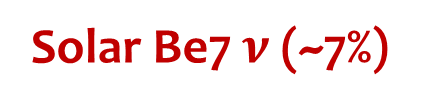 Solar Be7 ν (~7%)